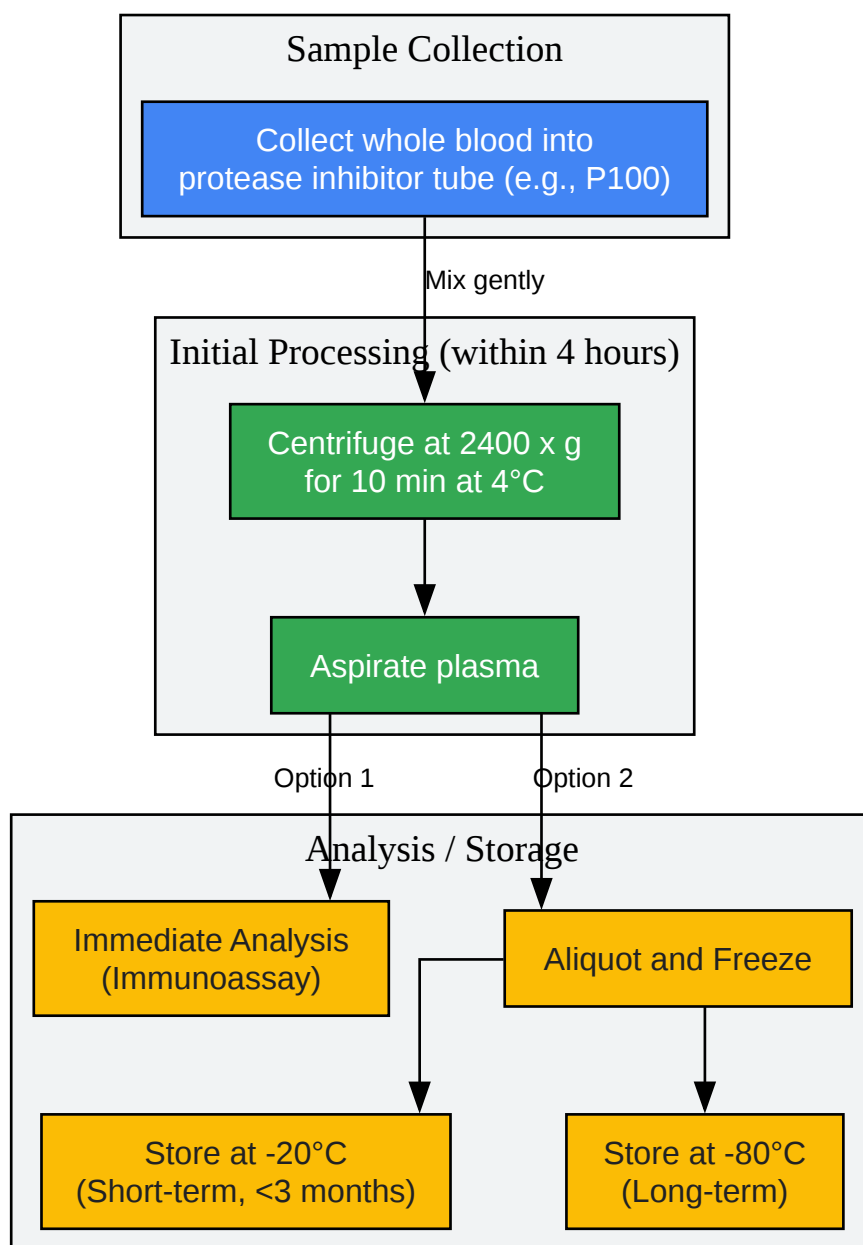 Sample Collection
Collect whole blood into
protease inhibitor tube (e.g., P100)
Mix gently
Initial Processing (within 4 hours)
Centrifuge at 2400 x g
for 10 min at 4°C
Aspirate plasma
Option 1
Option 2
Analysis / Storage
Immediate Analysis
(Immunoassay)
Aliquot and Freeze
Store at -20°C
(Short-term, <3 months)
Store at -80°C
(Long-term)